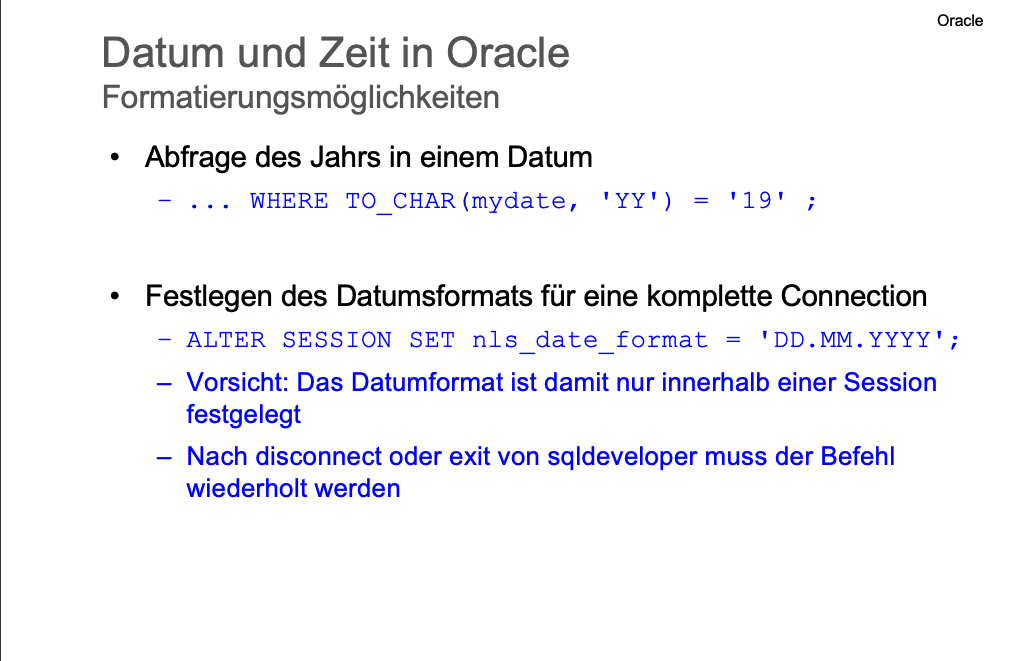 Oracle
Datum und Zeit in Oracle
Formatierungsmöglichkeiten
• Abfrage des Jahrs in einem Datum
– ... WHERE TO_CHAR(mydate, 'YY') = '19' ;
• Festlegen des Datumsformats für eine komplette Connection
– ALTER SESSION SET nls_date_format = 'DD.MM.YYYY';
– Vorsicht: Das Datumformat ist damit nur innerhalb einer Session
festgelegt
– Nach disconnect oder exit von sqldeveloper muss der Befehl
wiederholt werden